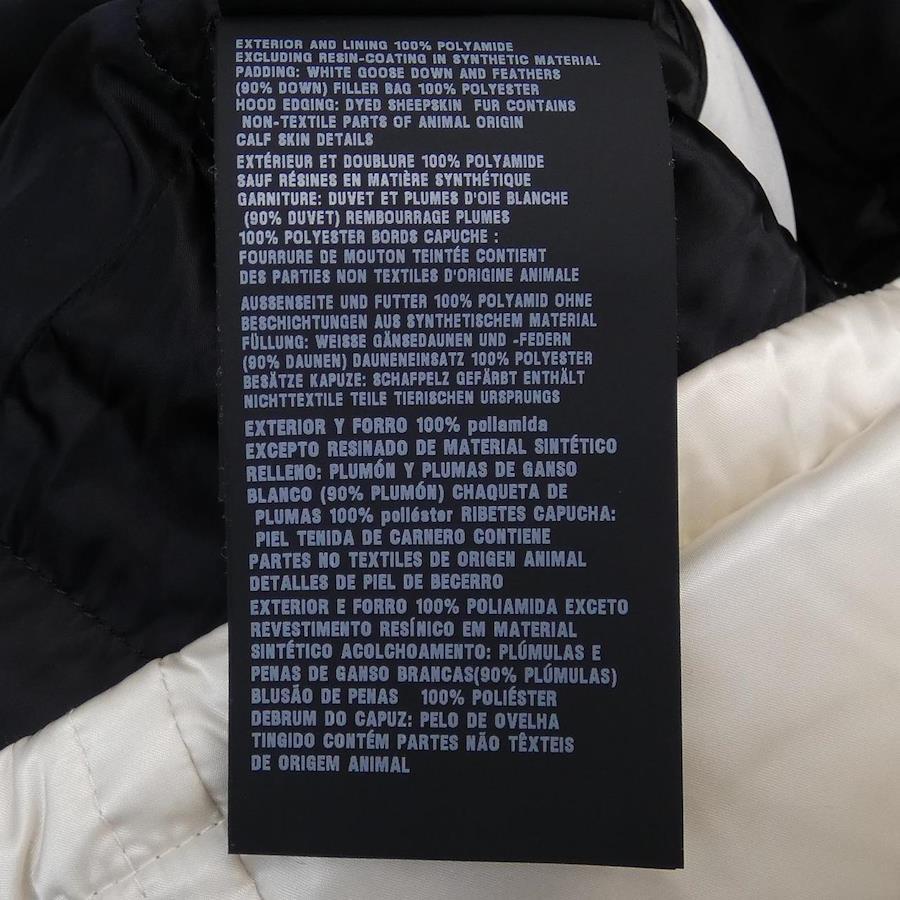 EXTERIOR AND LINING 100% POLYAMIDE
EXCLUDING RESIN-COATING IN SYNTHETIC MATERIAL
PADDING: WHITE GOOSE DOWN AND FEATHERS
(90% DOWN) FILLER BAG 100% POLYESTER
HOOD EDGING: DYED SHEEPSKIN FUR CONTAINS
NON-TEXTILE PARTS OF ANIMAL ORIGIN
CALF SKIN DETAILS
EXTÉRIEUR ET DOUBLURE 100% POLYAMIDE
SAUF RÉSINES EN MATIÈRE SYNTHÉTIQUE
GARNITURE: DUVET ET PLUMES D'OIE BLANCHE
(90% DUVET) REMBOURRAGE PLUMES
100% POLYESTER BORDS CAPUCHE :
FOURRURE DE MOUTON TEINTÉE CONTIENT
DES PARTIES NON TEXTILES D'ORIGINE ANIMALE
AUSSENSEITE UND FUTTER 100% POLYAMID OHNE
BESCHICHTUNGEN AUS SYNTHETISCHEM MATERIAL
FÜLLUNG: WEISSE GÄNSEDAUNEN UND -FEDERN
(90% DAUNEN) DAUNENEINSATZ 100% POLYESTER
BESÄTZE KAPUZE: SCHAFPELZ GEFÄRBT ENTHÄLT
NICHTTEXTILE TEILE TIERISCHEN URSPRUNGS
EXTERIOR Y FORRO 100% poliamida
EXCEPTO RESINADO DE MATERIAL SINTÉTICO
RELLENO: PLUMÓN Y PLUMAS DE GANSO
BLANCO (90% PLUMÓN) CHAQUETA DE
PLUMAS 100% poliéster RIBETES CAPUCHA:
PIEL TENIDA DE CARNERO CONTIENE
PARTES NO TEXTILES DE ORIGEN ANIMAL
DETALLES DE PIEL DE BECERRO
EXTERIOR E FORRO 100% POLIAMIDA EXCETO
REVESTIMENTO RESÍNICO EM MATERIAL
SINTÉTICO ACOLCHOAMENTO: PLÚMULAS E
PENAS DE GANSO BRANCAS(90% PLÚMULAS)
BLUSÃO DE PENAS 100% POLIÉSTER
DEBRUM DO CAPUZ: PELO DE OVELHA
TINGIDO CONTÉM PARTES NÃO TÊXTEIS
DE ORIGEM ANIMAL